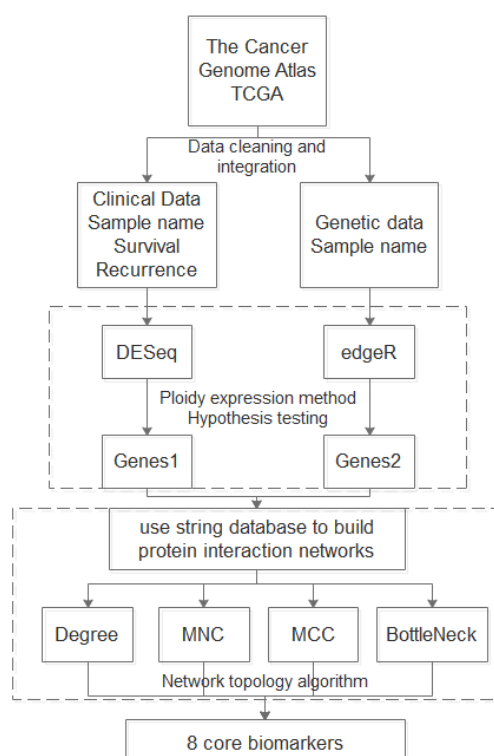 The Cancer
Genome Atlas
TCGA
Data cleaning and
integration
Clinical Data
Sample name
Survival
Recurrence
Genetic data
Sample name
DESeq
edgeR
Ploidy expression method
Hypothesis testing
Genes1
Genes2
use string database to build
protein interaction networks
Degree
MNC
MCC
BottleNeck
Network topology algorithm
8 core biomarkers